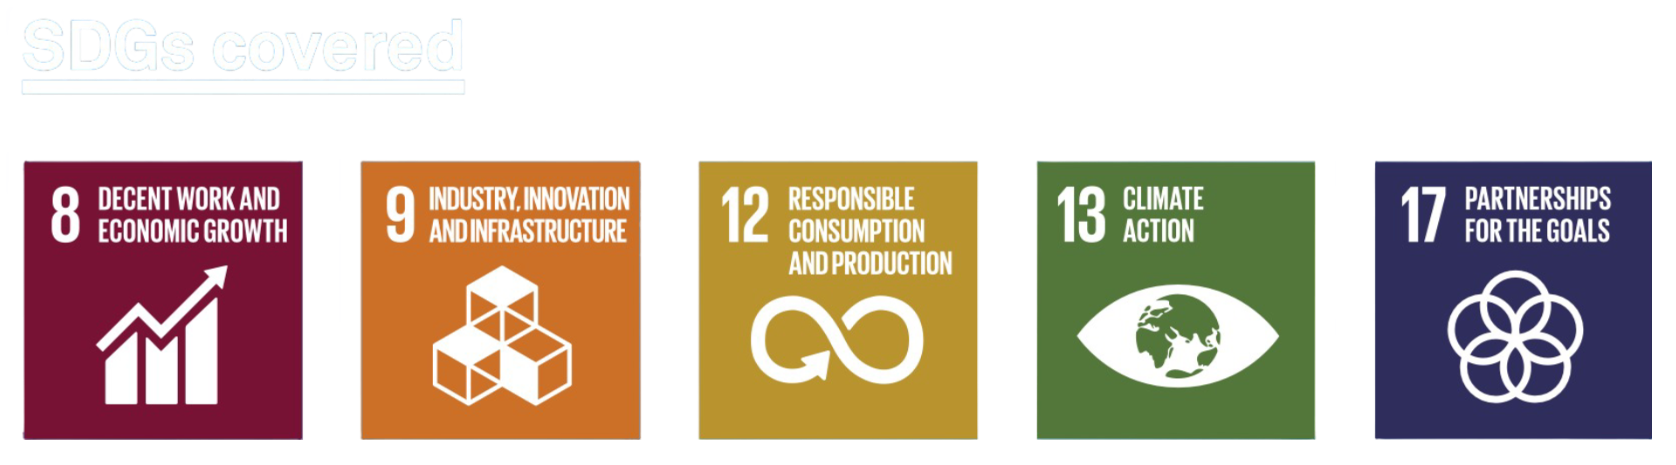 SDGs covered
8 DECENT WORK AND
ECONOMIC GROWTH
9 INDUSTRY, INNOVATION
AND INFRASTRUCTURE
12 RESPONSIBLE
CONSUMPTION
AND PRODUCTION
13 CLIMATE
ACTION
17 PARTNERSHIPS
FOR THE GOALS